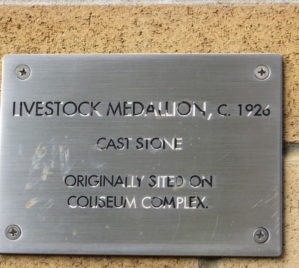 LIVESTOCK MEDALLION, C. 1926
CAST STONE
ORIGINALLY SITED ON
COLISEUM COMPLEX.